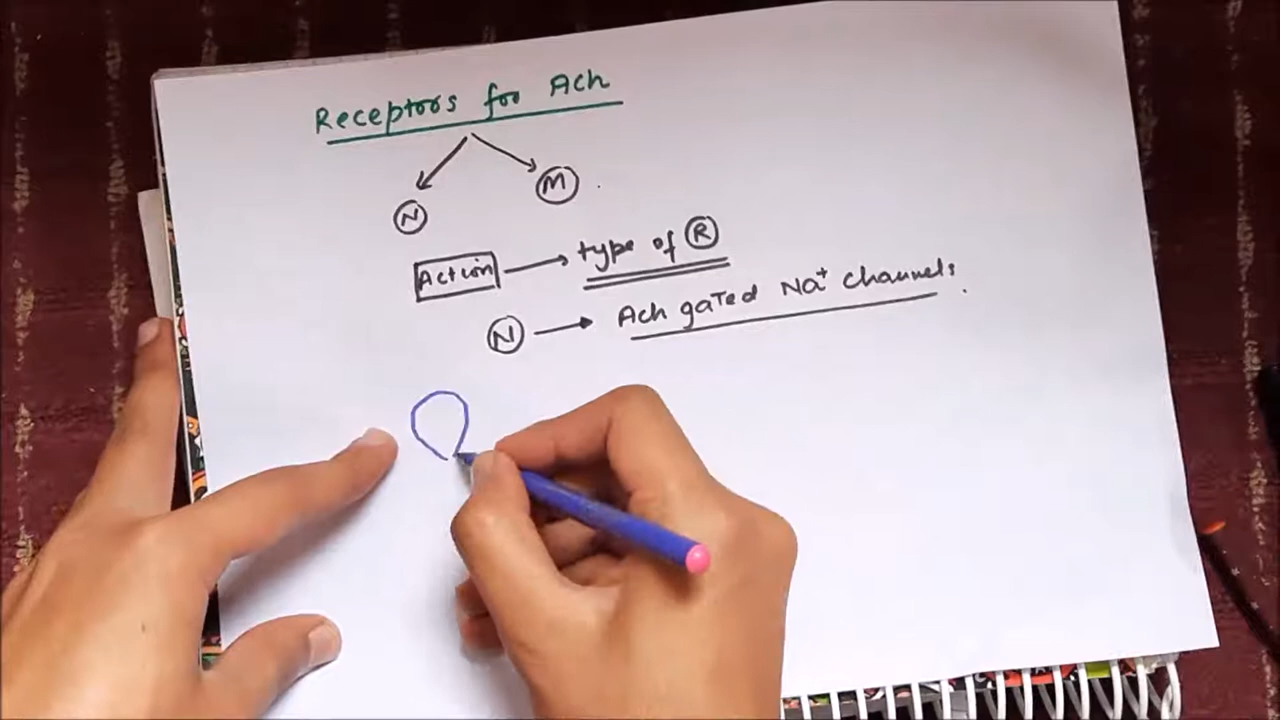 Receptors for Ach
N M
Action → type of R
N → Ach gated Na⁺ channels.